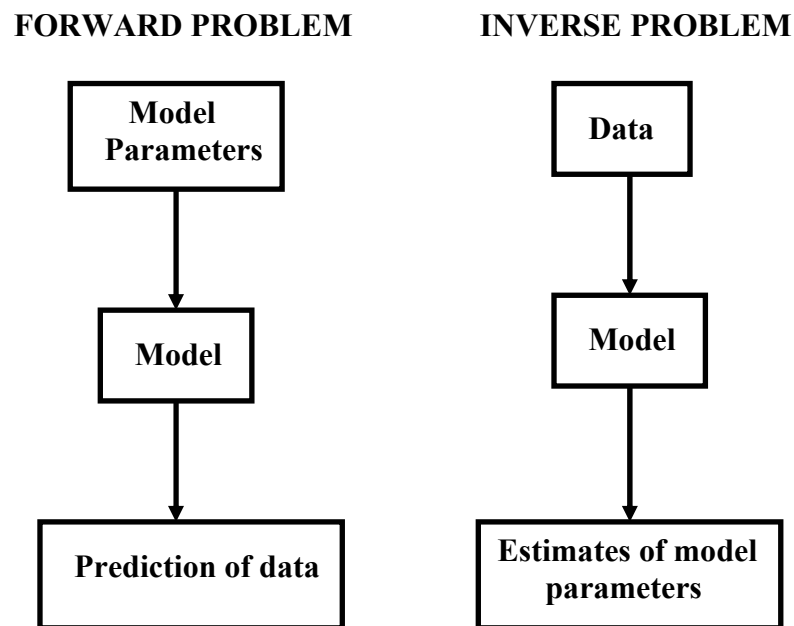 FORWARD PROBLEM
Model
Parameters
Model
Prediction of data
INVERSE PROBLEM
Data
Model
Estimates of model
parameters